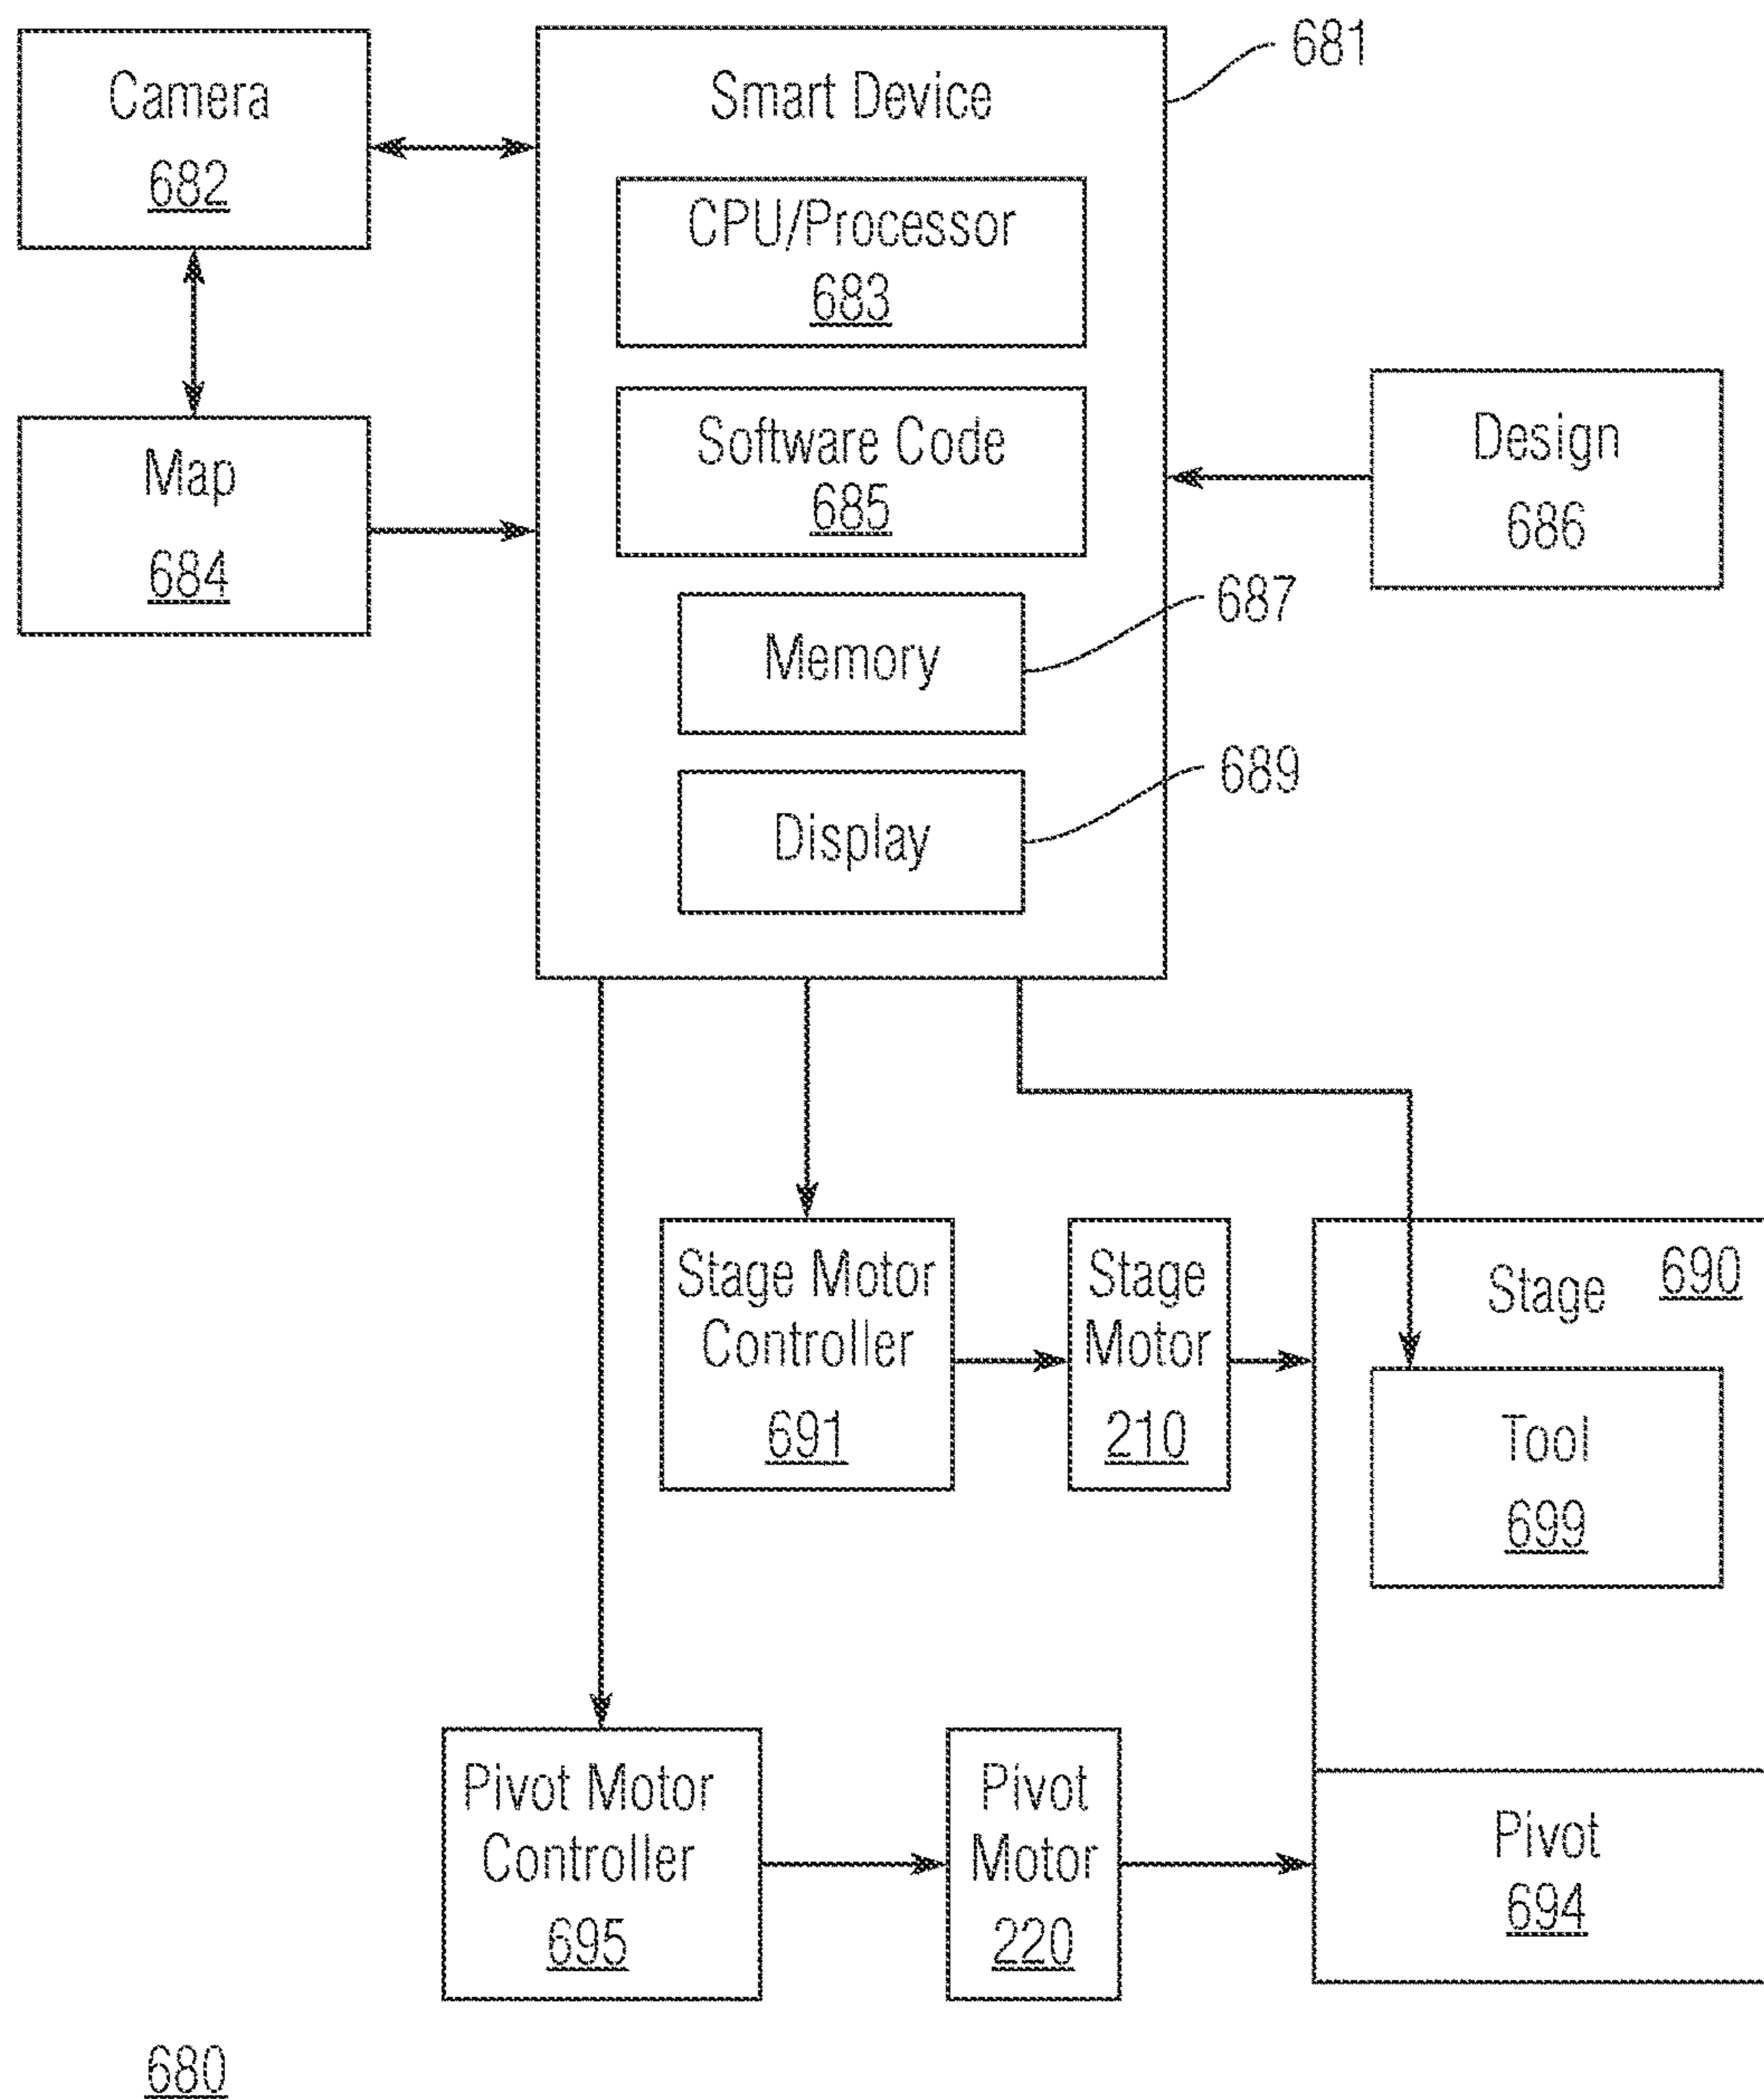 Camera
682
Smart Device
681
CPU/Processor
683
Software Code
685
Map
684
Design
686
Memory
687
Display
689
Stage Motor
Controller
691
Stage
Motor
210
Stage
690
Tool
699
Pivot Motor
Controller
695
Pivot
Motor
220
Pivot
694
680